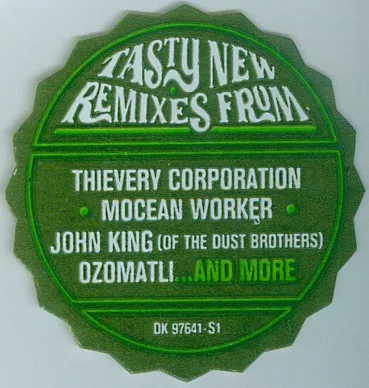 TASTY NEW
REMIXES FRUM
THIEVERY CORPORATION
• MOCEAN WORKER •
JOHN KING (OF THE DUST BROTHERS)
OZOMATLI...AND MORE
DK 97641-S1